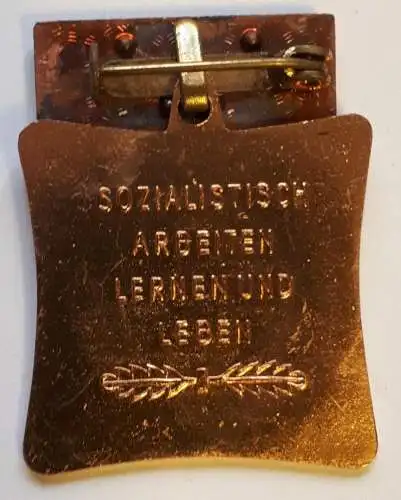 SOZIALISTISCH
ARBEITEN
LERNEN UND
LEBEN